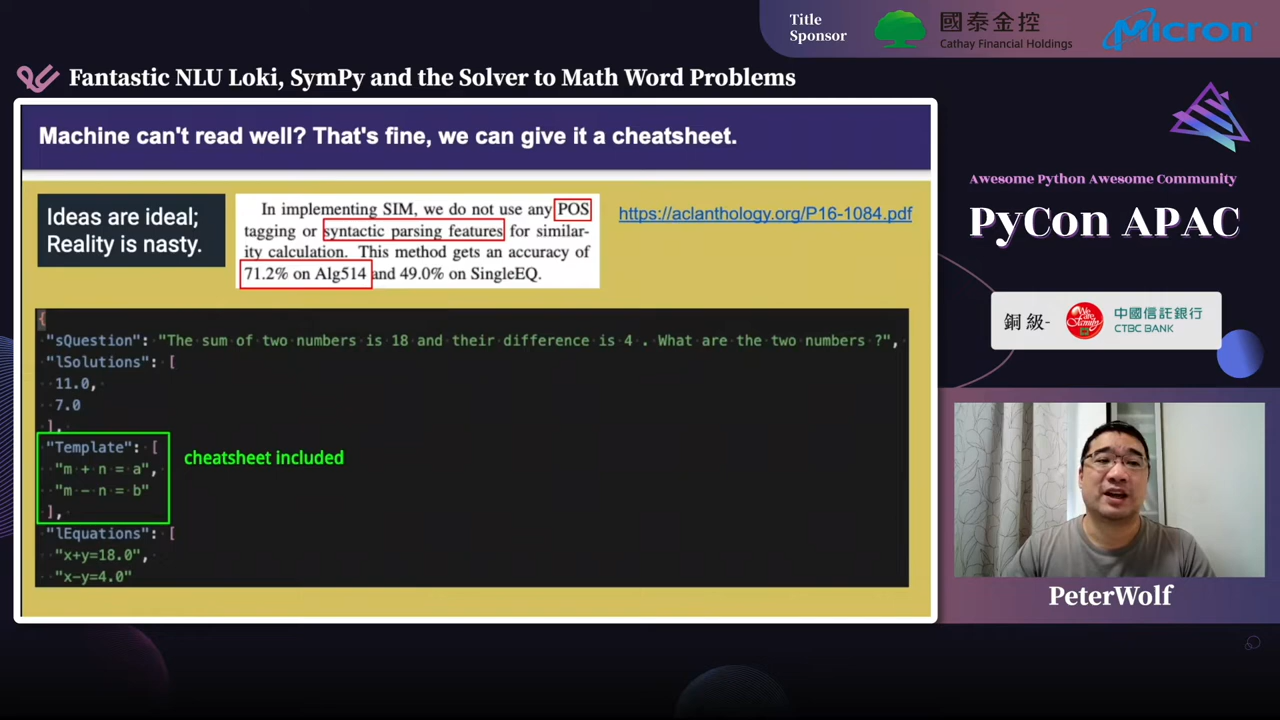 Title
Sponsor
國泰金控
Cathay Financial Holdings
Micron
Fantastic NLU Loki, SymPy and the Solver to Math Word Problems
Machine can't read well? That's fine, we can give it a cheatsheet.
Ideas are ideal;
Reality is nasty.
In implementing SIM, we do not use any POS
tagging or syntactic parsing features for similar-
ity calculation. This method gets an accuracy of
71.2% on Alg514 and 49.0% on SingleEQ.
https://aclanthology.org/P16-1084.pdf
{
"sQuestion": "The sum of two numbers is 18 and their difference is 4 . What are the two numbers ?",
"lSolutions": [
11.0,
7.0
],
"Template": [
"m + n = a",
"m - n = b"
],
cheatsheet included
"lEquations": [
"x+y=18.0",
"x-y=4.0"
Awesome Python Awesome Community
PyCon APAC
銅級-
We are Family
中國信託銀行
CTBC BANK
PeterWolf